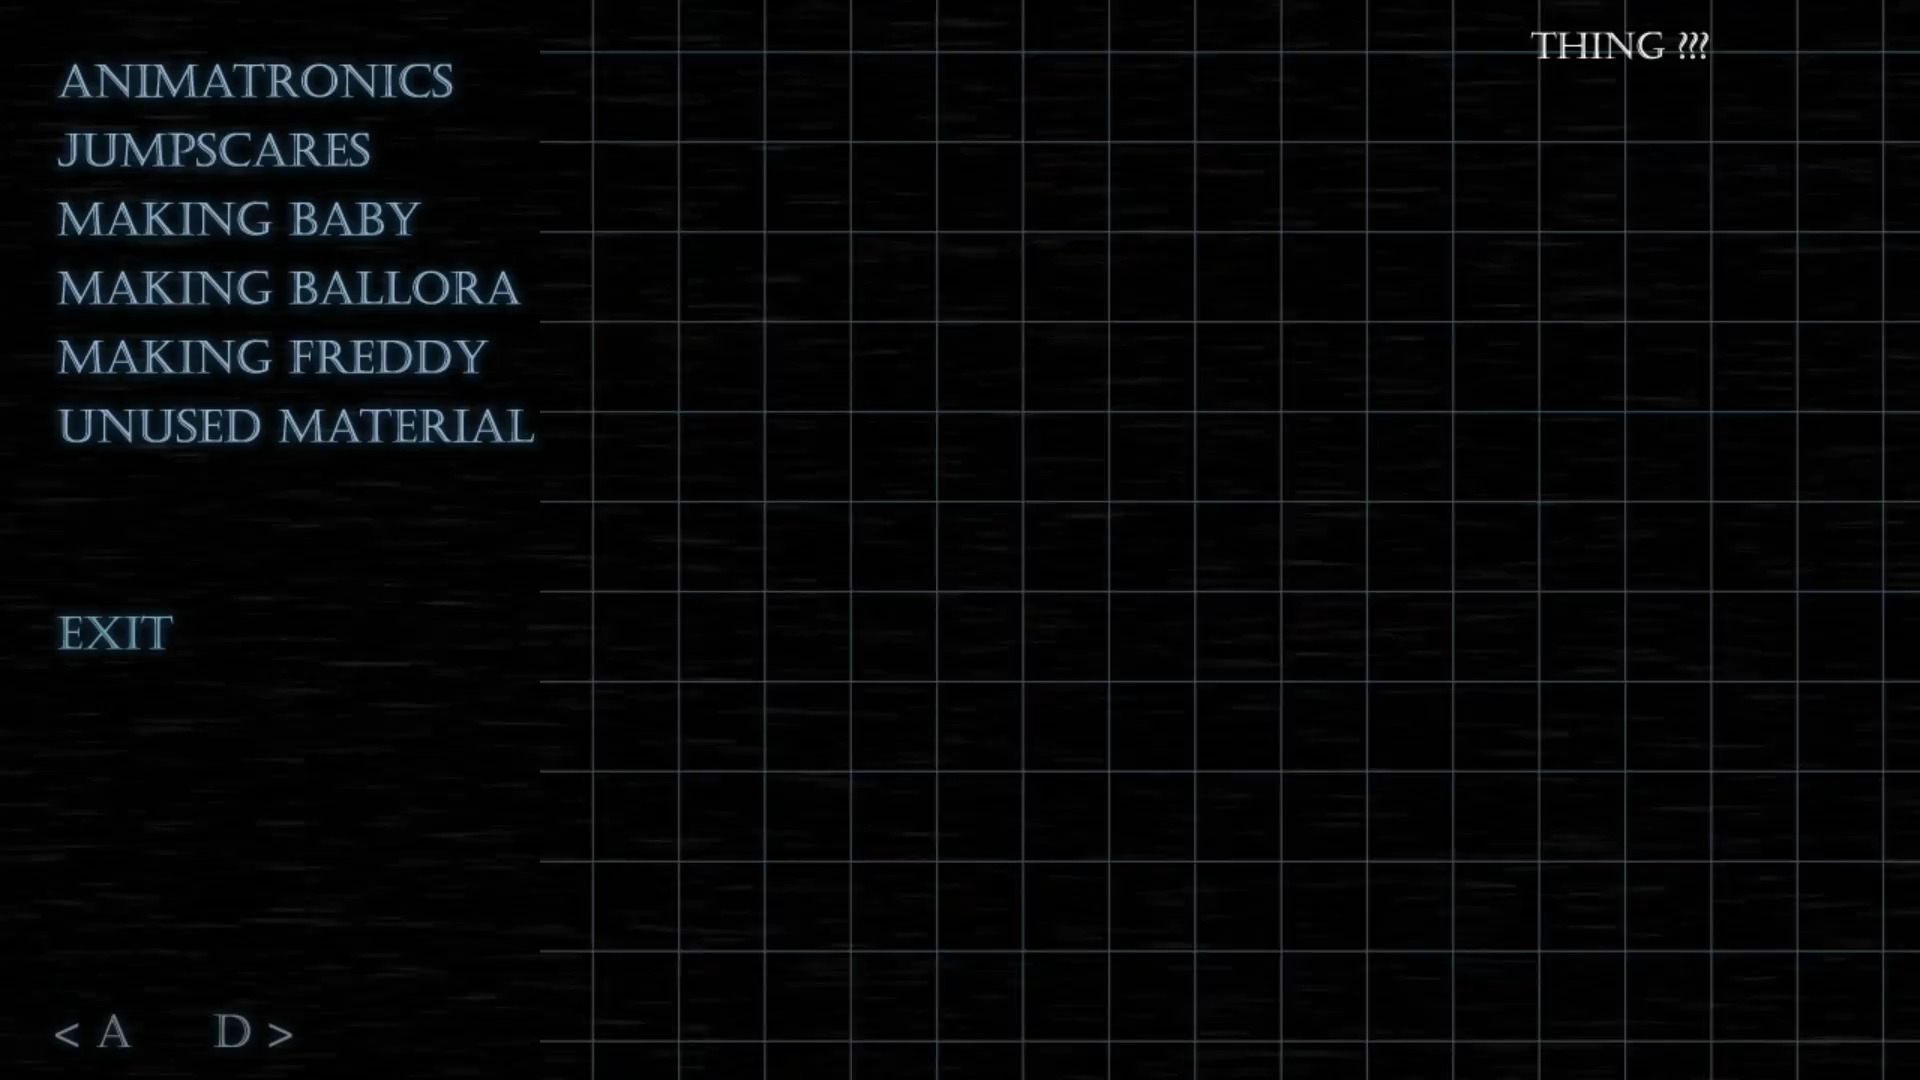 THING ???
ANIMATRONICS
JUMPSCARES
MAKING BABY
MAKING BALLORA
MAKING FREDDY
UNUSED MATERIAL
EXIT
< A D >